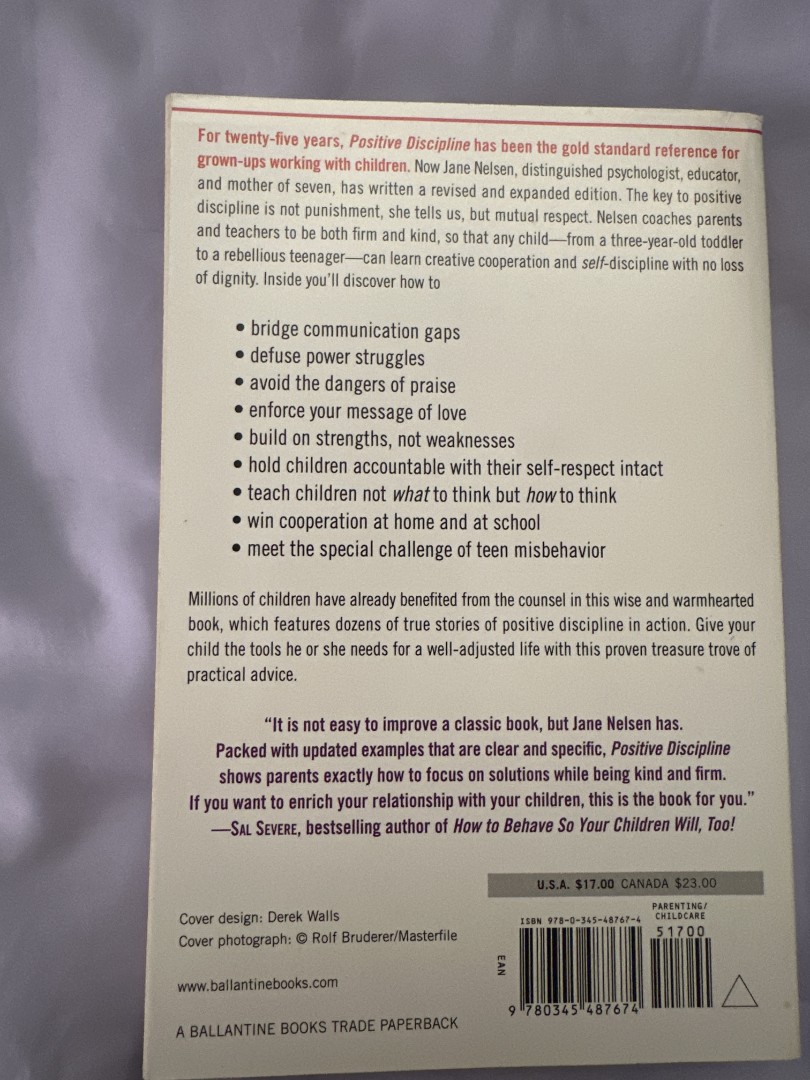 For twenty-five years, Positive Discipline has been the gold standard reference for
grown-ups working with children. Now Jane Nelsen, distinguished psychologist, educator,
and mother of seven, has written a revised and expanded edition. The key to positive
discipline is not punishment, she tells us, but mutual respect. Nelsen coaches parents
and teachers to be both firm and kind, so that any child—from a three-year-old toddler
to a rebellious teenager—can learn creative cooperation and self-discipline with no loss
of dignity. Inside you'll discover how to
• bridge communication gaps
• defuse power struggles
• avoid the dangers of praise
• enforce your message of love
• build on strengths, not weaknesses
• hold children accountable with their self-respect intact
• teach children not what to think but how to think
• win cooperation at home and at school
• meet the special challenge of teen misbehavior
Millions of children have already benefited from the counsel in this wise and warmhearted
book, which features dozens of true stories of positive discipline in action. Give your
child the tools he or she needs for a well-adjusted life with this proven treasure trove of
practical advice.
“It is not easy to improve a classic book, but Jane Nelsen has.
Packed with updated examples that are clear and specific, Positive Discipline
shows parents exactly how to focus on solutions while being kind and firm.
If you want to enrich your relationship with your children, this is the book for you.”
—SAL SEVERE, bestselling author of How to Behave So Your Children Will, Too!
U.S.A. $17.00 CANADA $23.00
PARENTING/
CHILDCARE
ISBN 978-0-345-48767-4
51700
EAN
9 780345 487674
Cover design: Derek Walls
Cover photograph: © Rolf Bruderer/Masterfile
www.ballantinebooks.com
A BALLANTINE BOOKS TRADE PAPERBACK